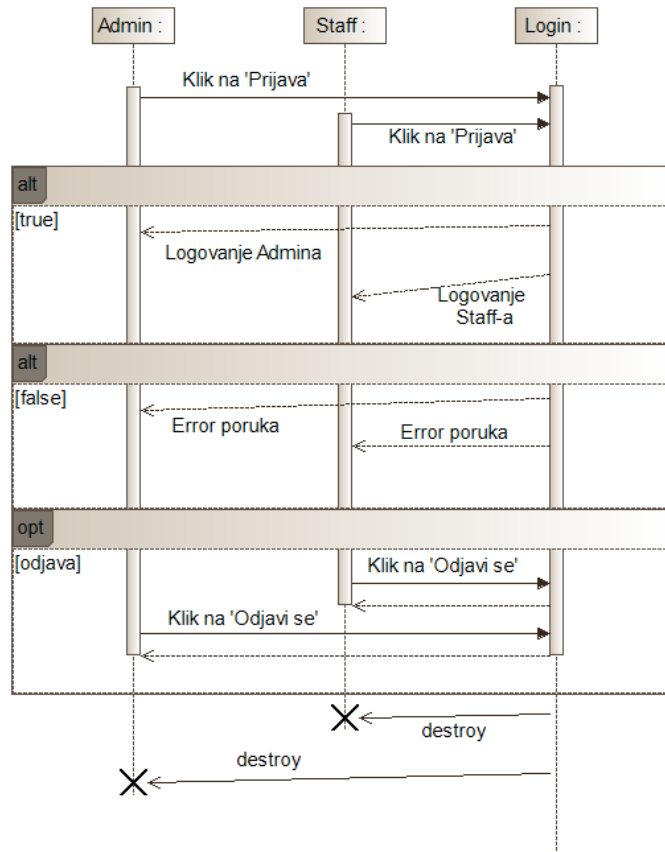 Admin :
Staff :
Login :
Klik na 'Prijava'
Klik na 'Prijava'
alt
[true]
Logovanje Admina
Logovanje
Staff-a
alt
[false]
Error poruka
Error poruka
opt
[odjava]
Klik na 'Odjavi se'
Klik na 'Odjavi se'
destroy
destroy